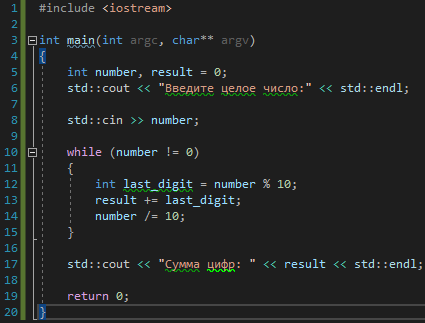 1 #include <iostream>
2
3 int main(int argc, char** argv)
4 {
5 int number, result = 0;
6 std::cout << "Введите целое число:" << std::endl;
7
8 std::cin >> number;
9
10 while (number != 0)
11 {
12 int last_digit = number % 10;
13 result += last_digit;
14 number /= 10;
15 }
16
17 std::cout << "Сумма цифр: " << result << std::endl;
18
19 return 0;
20 }